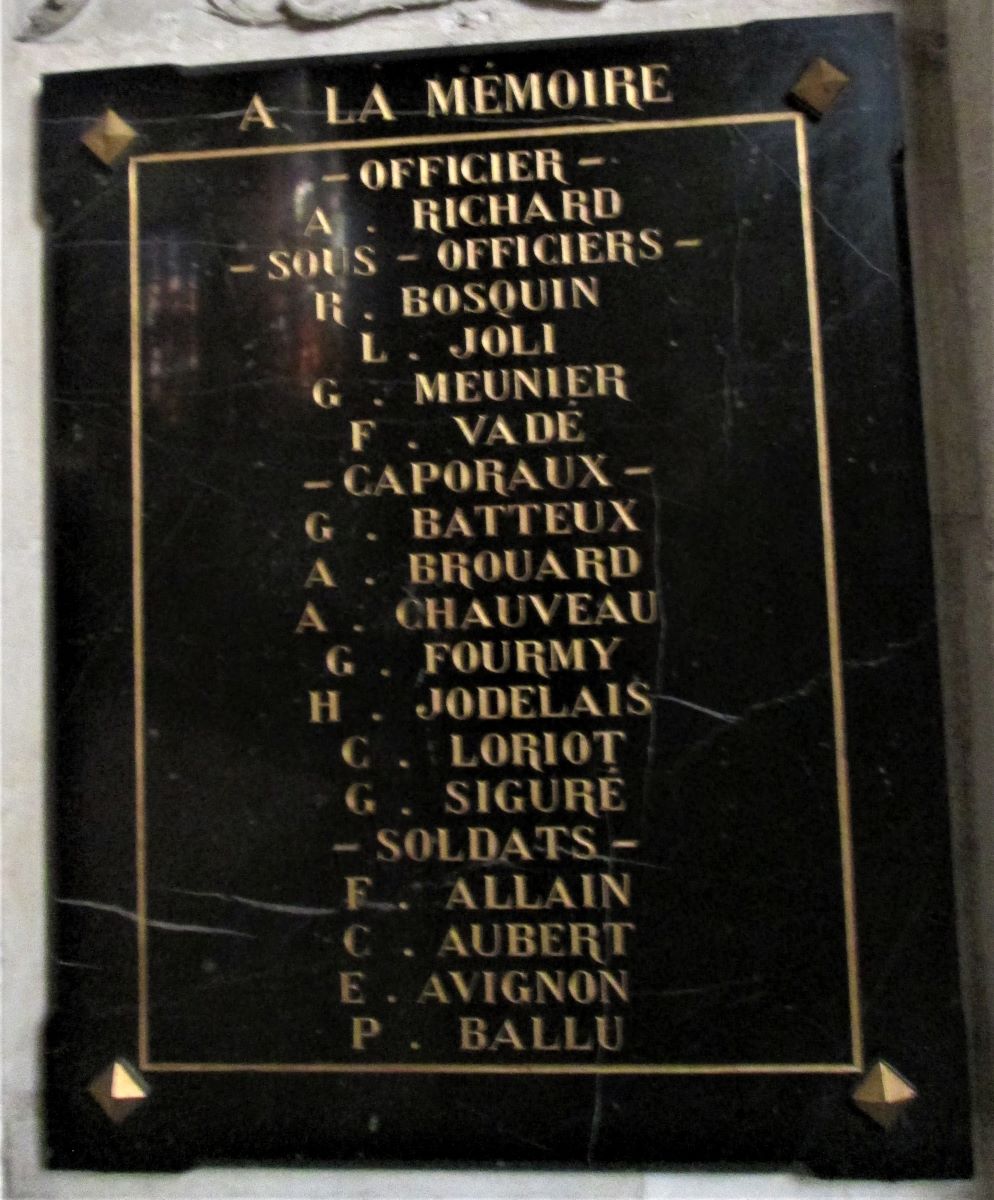 A LA MÉMOIRE
- OFFICIER -
A . RICHARD
- SOUS - OFFICIERS -
R . BOSQUIN
L . JOLI
G . MEUNIER
F . VADÉ
- CAPORAUX -
G . BATTEUX
A . BROUARD
A . CHAUVEAU
G . FOURMY
H . JODELAIS
C . LORIOT
G . SIGURÉ
- SOLDATS -
F . ALLAIN
C . AUBERT
E . AVIGNON
P . BALLU